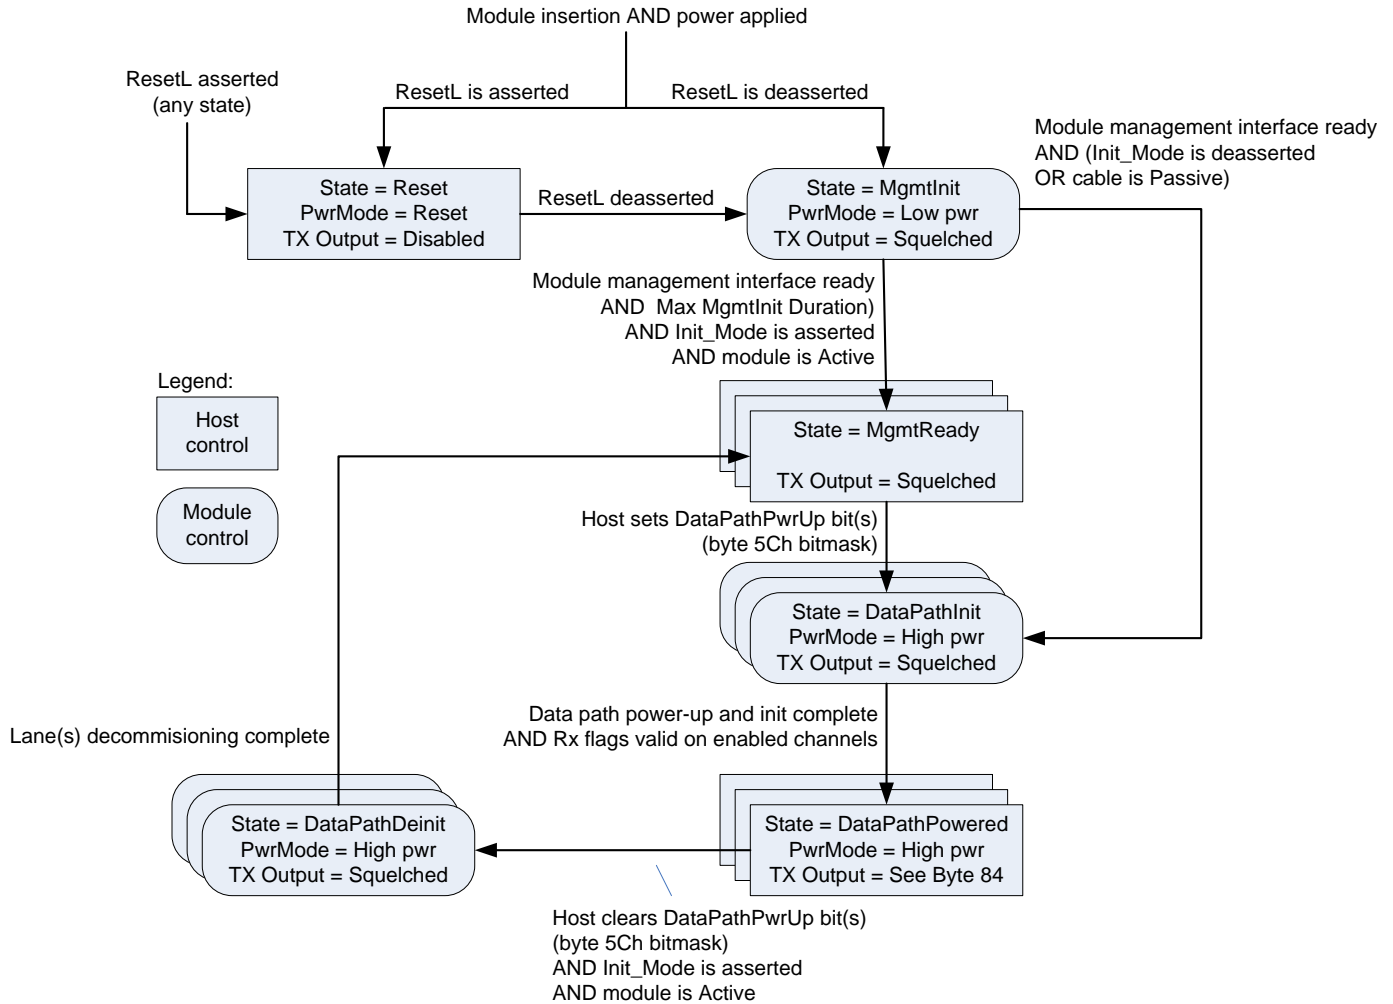 Module insertion AND power applied
ResetL asserted
(any state)
ResetL is asserted
ResetL is deasserted
Module management interface ready
AND (Init_Mode is deasserted
OR cable is Passive)
State = Reset
PwrMode = Reset
TX Output = Disabled
ResetL deasserted
State = MgmtInit
PwrMode = Low pwr
TX Output = Squelched
Module management interface ready
AND  Max MgmtInit Duration)
AND Init_Mode is asserted
AND module is Active
Legend:
Host
control
Module
control
State = MgmtReady
TX Output = Squelched
Host sets DataPathPwrUp bit(s)
(byte 5Ch bitmask)
State = DataPathInit
PwrMode = High pwr
TX Output = Squelched
Data path power-up and init complete
AND Rx flags valid on enabled channels
Lane(s) decommisioning complete
State = DataPathDeinit
PwrMode = High pwr
TX Output = Squelched
State = DataPathPowered
PwrMode = High pwr
TX Output = See Byte 84
Host clears DataPathPwrUp bit(s)
(byte 5Ch bitmask)
AND Init_Mode is asserted
AND module is Active